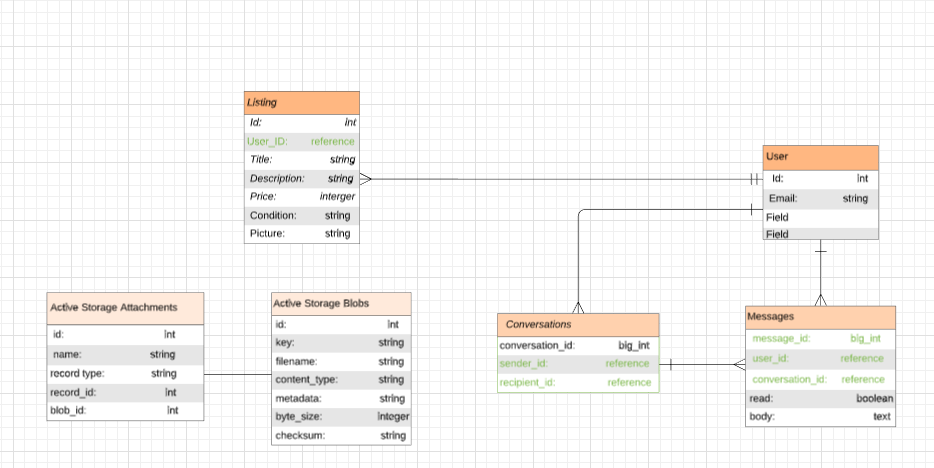 Listing
Id: int
User_ID: reference
Title: string
Description: string
Price: interger
Condition: string
Picture: string
User
Id: int
Email: string
Field
Field
Active Storage Attachments
id: int
name: string
record type: string
record_id: int
blob_id: int
Active Storage Blobs
id: int
key: string
filename: string
content_type: string
metadata: string
byte_size: integer
checksum: string
Conversations
conversation_id: big_int
sender_id: reference
recipient_id: reference
Messages
message_id: big_int
user_id: reference
conversation_id: reference
read: boolean
body: text